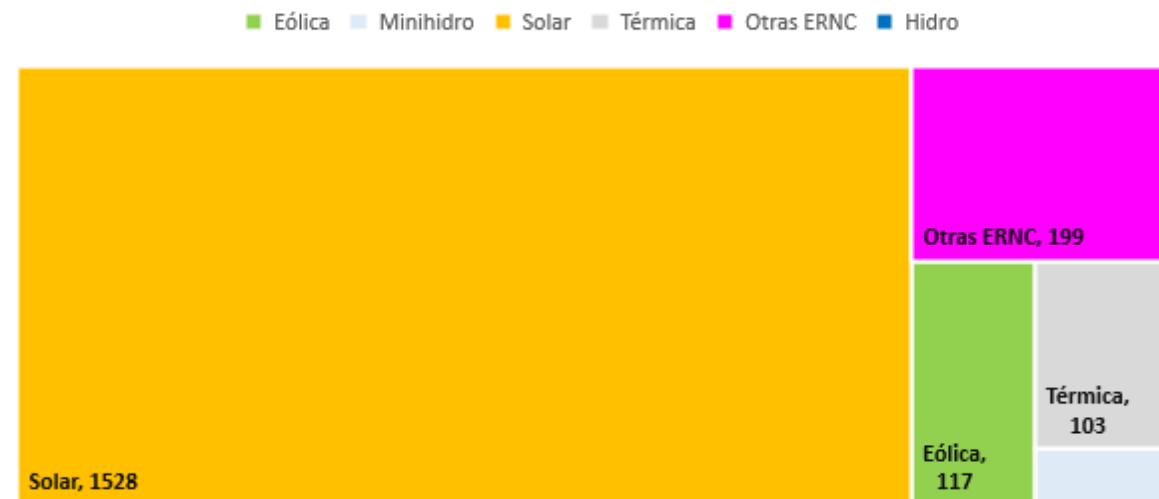 Eólica Minihidro Solar Térmica Otras ERNC Hidro
Otras ERNC, 199
Térmica,
103
Eólica,
117
Solar, 1528